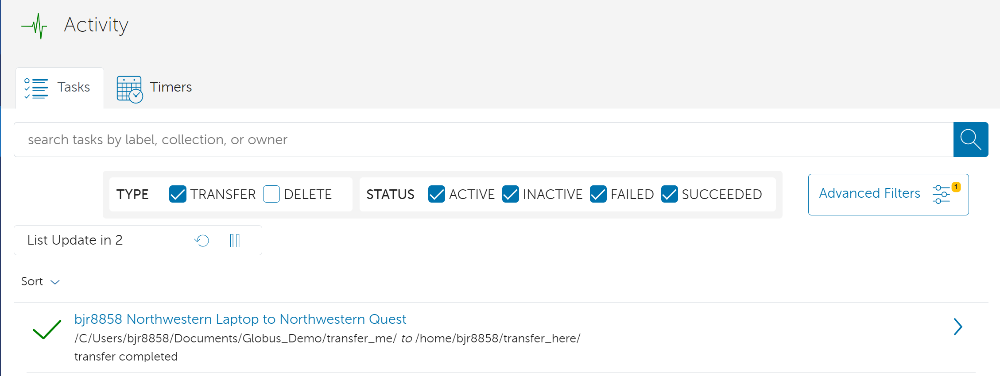 Activity
Tasks Timers
search tasks by label, collection, or owner
TYPE TRANSFER DELETE STATUS ACTIVE INACTIVE FAILED SUCCEEDED Advanced Filters 1
List Update in 2
Sort
bjr8858 Northwestern Laptop to Northwestern Quest
/C/Users/bjr8858/Documents/Globus_Demo/transfer_me/ to /home/bjr8858/transfer_here/
transfer completed